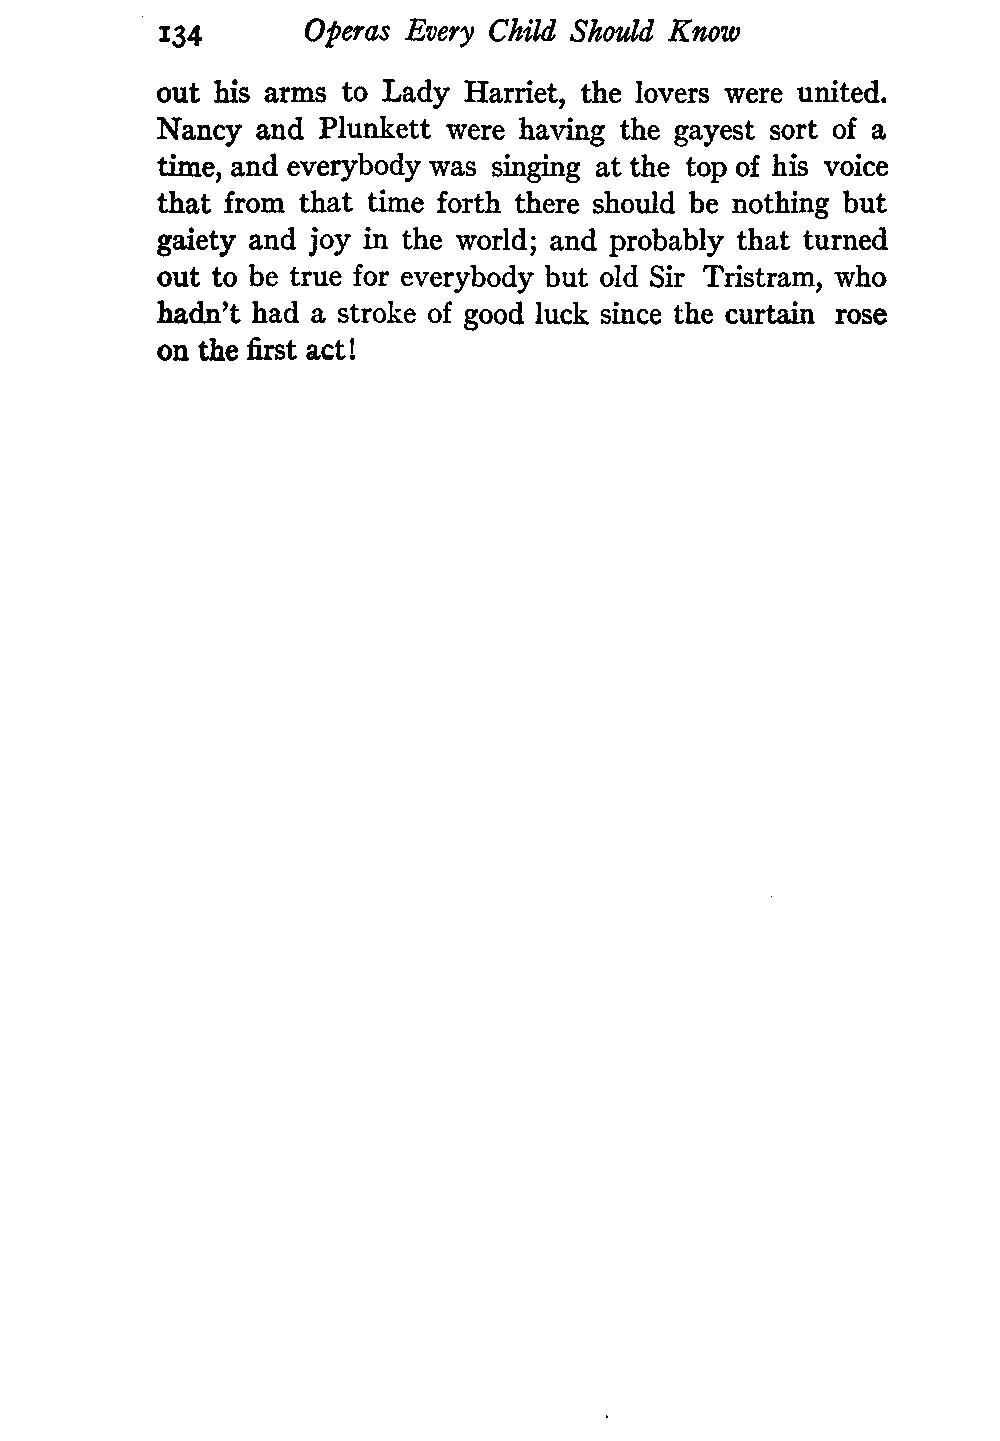 134 Operas Every Child Should Know
out his arms to Lady Harriet, the lovers were united.
Nancy and Plunkett were having the gayest sort of a
time, and everybody was singing at the top of his voice
that from that time forth there should be nothing but
gaiety and joy in the world; and probably that turned
out to be true for everybody but old Sir Tristram, who
hadn't had a stroke of good luck since the curtain rose
on the first act!